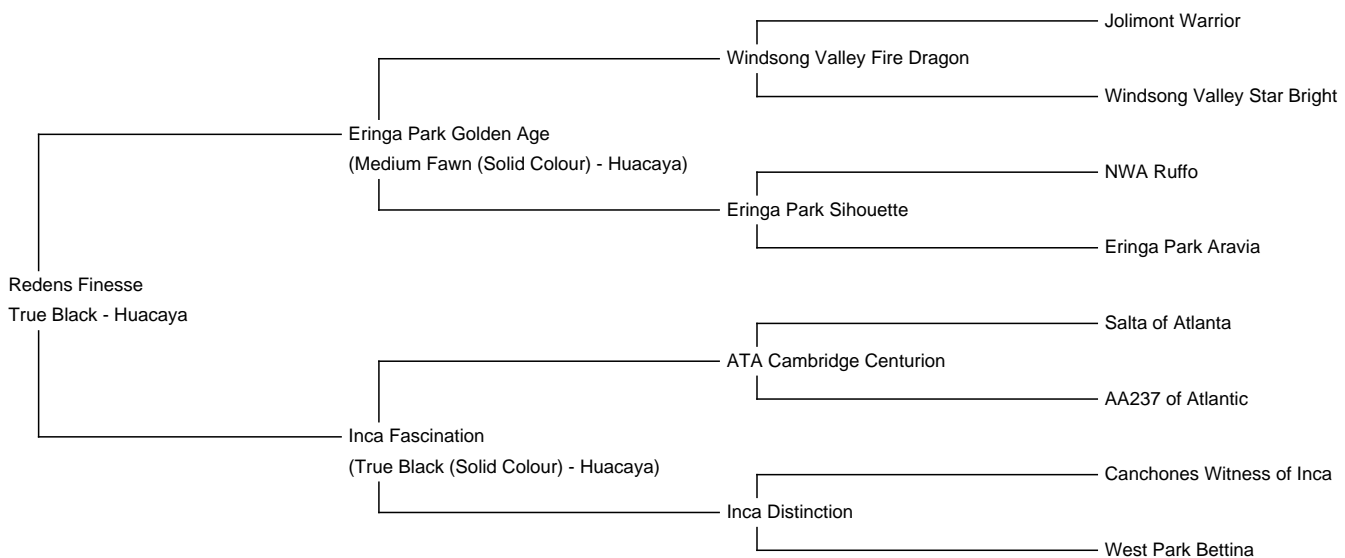 Jolimont Warrior
Windsong Valley Fire Dragon
Windsong Valley Star Bright
Eringa Park Golden Age
(Medium Fawn (Solid Colour) - Huacaya)
NWA Ruffo
Eringa Park Sihouette
Eringa Park Aravia
Redens Finesse
True Black - Huacaya
Salta of Atlanta
ATA Cambridge Centurion
AA237 of Atlantic
Inca Fascination
(True Black (Solid Colour) - Huacaya)
Canchones Witness of Inca
Inca Distinction
West Park Bettina